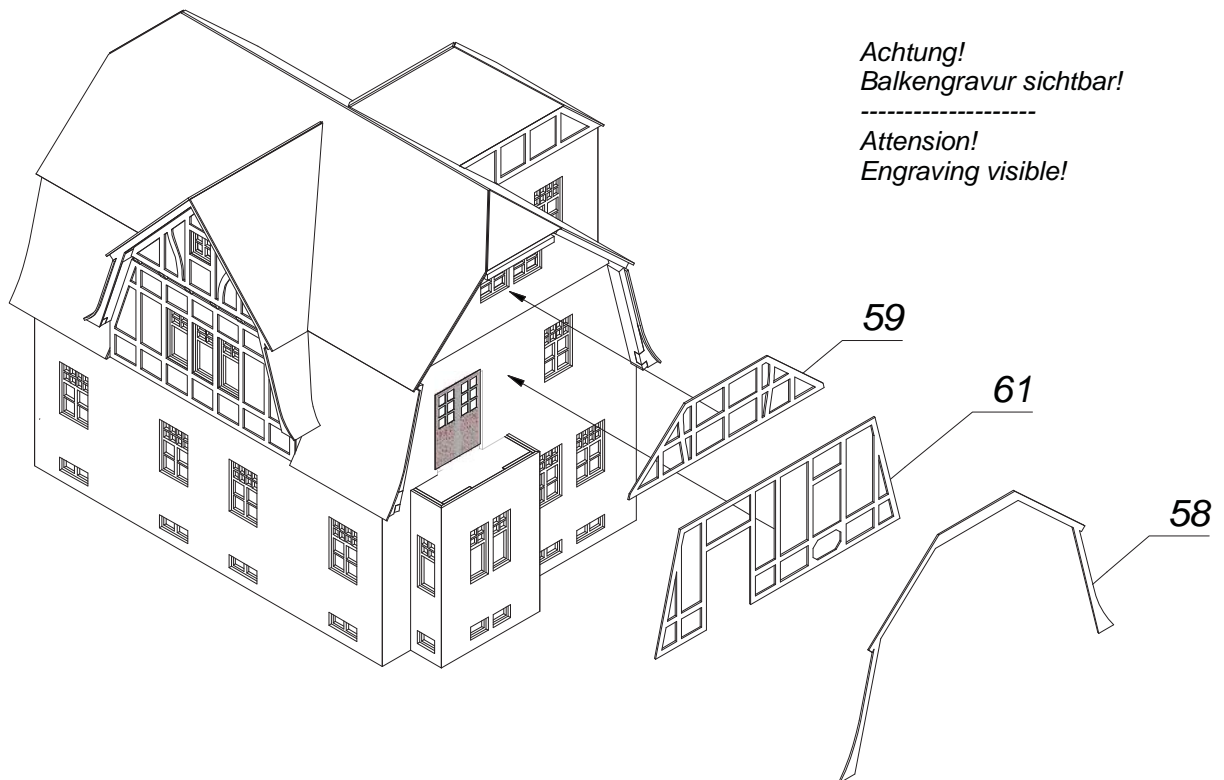 Achtung!
Balkengravur sichtbar!
--------------------
Attension!
Engraving visible!
59
61
58